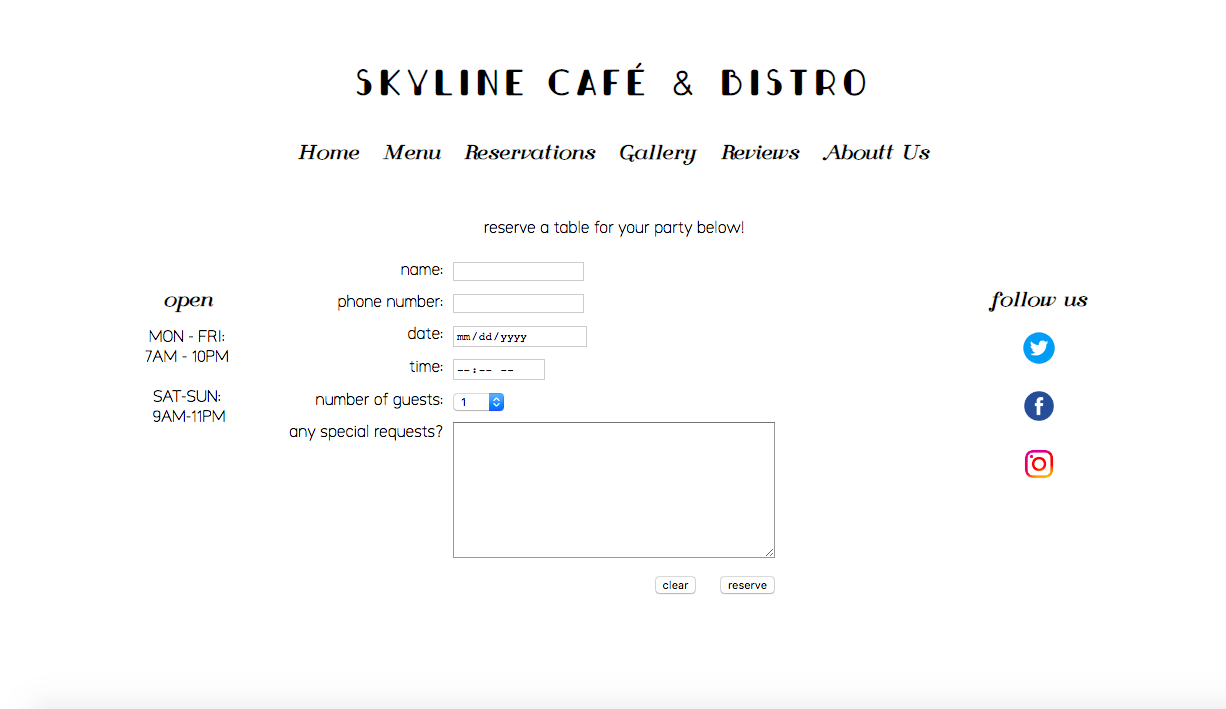 SKYLINE CAFÉ & BISTRO
Home Menu Reservations Gallery Reviews Aboutt Us
reserve a table for your party below!
open
MON - FRI:
7AM - 10PM
SAT-SUN:
9AM-11PM
name:
phone number:
date: mm/dd/yyyy
time: --:-- --
number of guests: 1
any special requests?
clear reserve
follow us